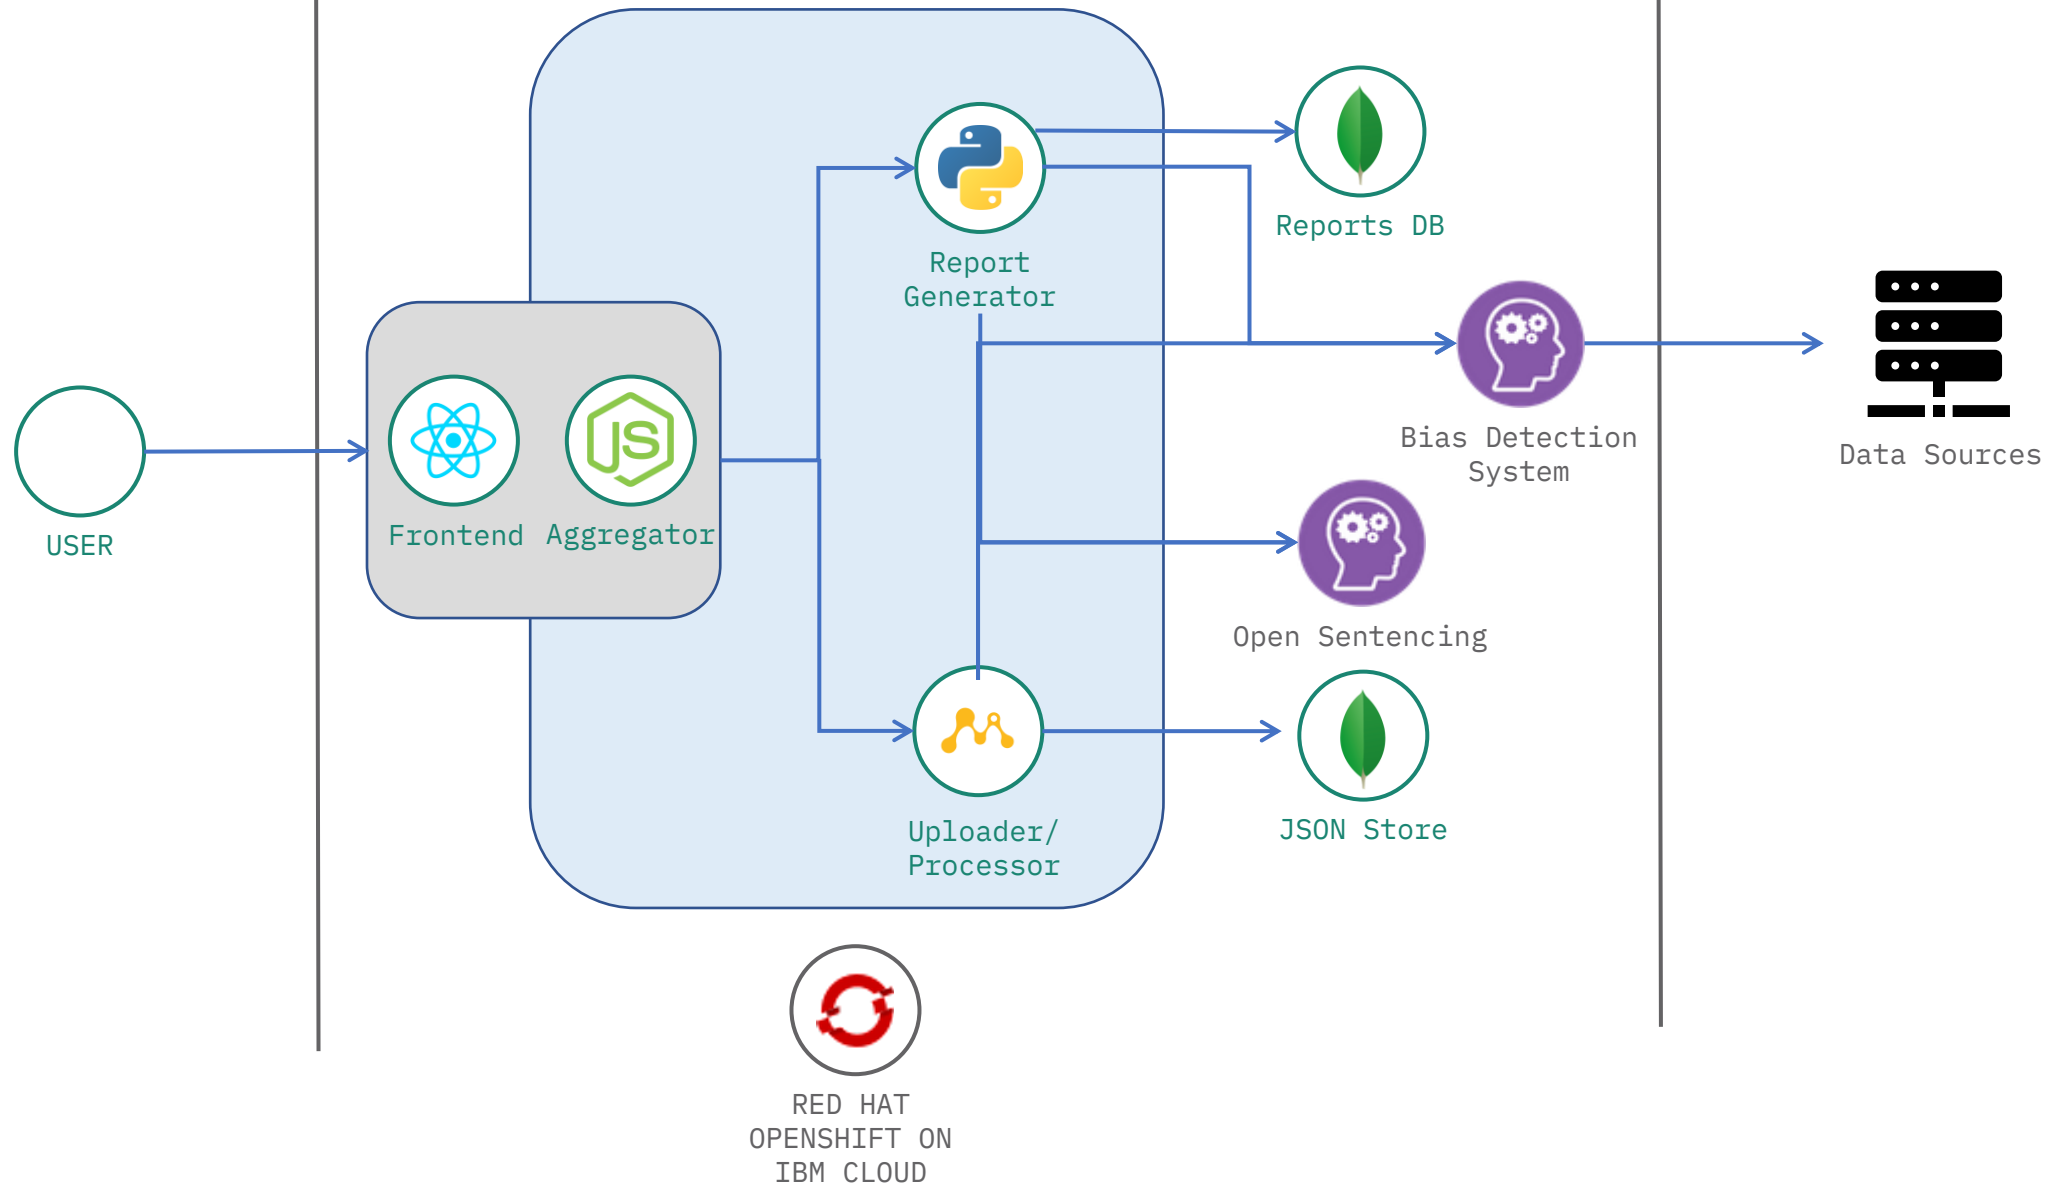 USER
Frontend
Aggregator
JS
Report
Generator
Uploader/
Processor
Reports DB
Bias Detection
System
Open Sentencing
JSON Store
Data Sources
RED HAT
OPENSHIFT ON
IBM CLOUD